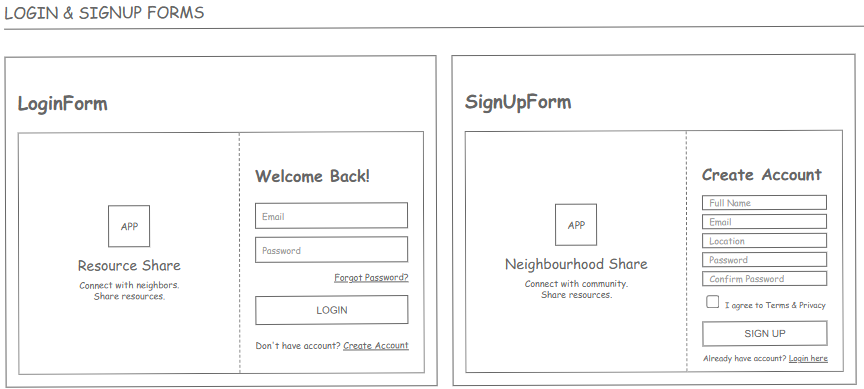 LOGIN & SIGNUP FORMS
LoginForm
APP
Resource Share
Connect with neighbors.
Share resources.
Welcome Back!
Email
Password
Forgot Password?
LOGIN
Don't have account? Create Account
SignUpForm
APP
Neighbourhood Share
Connect with community.
Share resources.
Create Account
Full Name
Email
Location
Password
Confirm Password
I agree to Terms & Privacy
SIGN UP
Already have account? Login here